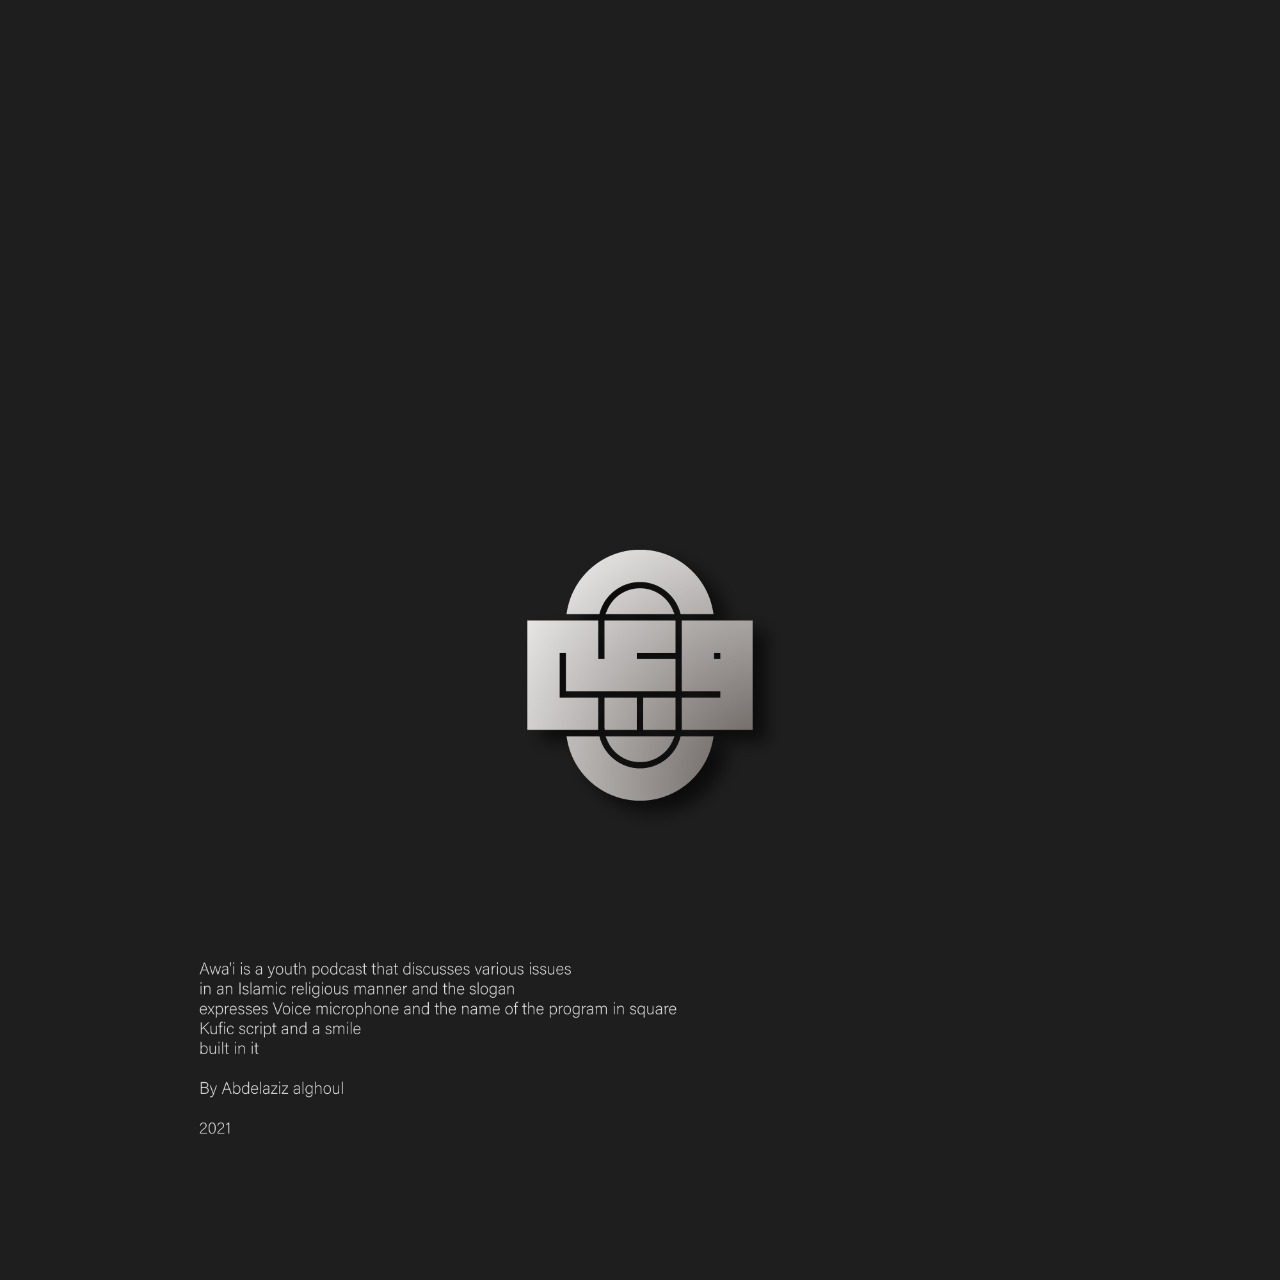 Awa'i is a youth podcast that discusses various issues
in an Islamic religious manner and the slogan
expresses Voice microphone and the name of the program in square
Kufic script and a smile
built in it
By Abdelaziz alghoul
2021